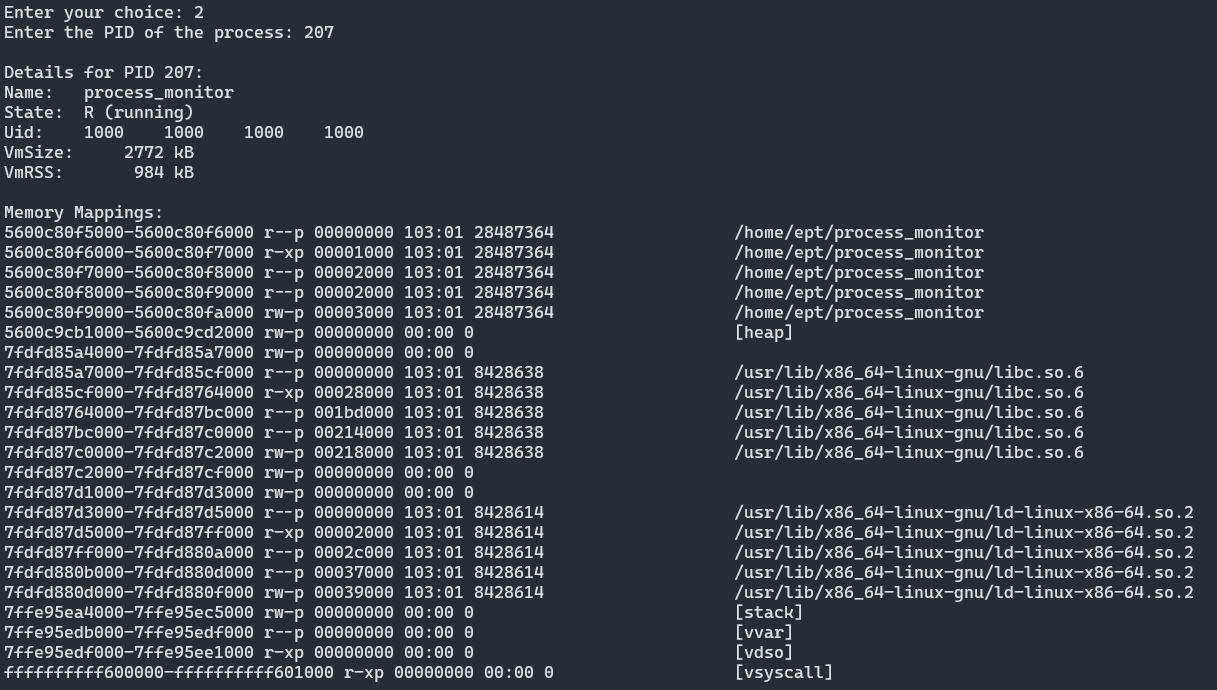 Enter your choice: 2
Enter the PID of the process: 207
Details for PID 207:
Name:   process_monitor
State:  R (running)
Uid:    1000    1000    1000    1000
VmSize:     2772 kB
VmRSS:       984 kB
Memory Mappings:
5600c80f5000-5600c80f6000 r--p 00000000 103:01 28487364                  /home/ept/process_monitor
5600c80f6000-5600c80f7000 r-xp 00001000 103:01 28487364                  /home/ept/process_monitor
5600c80f7000-5600c80f8000 r--p 00002000 103:01 28487364                  /home/ept/process_monitor
5600c80f8000-5600c80f9000 r--p 00002000 103:01 28487364                  /home/ept/process_monitor
5600c80f9000-5600c80fa000 rw-p 00003000 103:01 28487364                  /home/ept/process_monitor
5600c9cb1000-5600c9cd2000 rw-p 00000000 00:00 0                          [heap]
7fdfd85a4000-7fdfd85a7000 rw-p 00000000 00:00 0
7fdfd85a7000-7fdfd85cf000 r--p 00000000 103:01 8428638                   /usr/lib/x86_64-linux-gnu/libc.so.6
7fdfd85cf000-7fdfd8764000 r-xp 00028000 103:01 8428638                   /usr/lib/x86_64-linux-gnu/libc.so.6
7fdfd8764000-7fdfd87bc000 r--p 001bd000 103:01 8428638                   /usr/lib/x86_64-linux-gnu/libc.so.6
7fdfd87bc000-7fdfd87c0000 r--p 00214000 103:01 8428638                   /usr/lib/x86_64-linux-gnu/libc.so.6
7fdfd87c0000-7fdfd87c2000 rw-p 00218000 103:01 8428638                   /usr/lib/x86_64-linux-gnu/libc.so.6
7fdfd87c2000-7fdfd87cf000 rw-p 00000000 00:00 0
7fdfd87d1000-7fdfd87d3000 rw-p 00000000 00:00 0
7fdfd87d3000-7fdfd87d5000 r--p 00000000 103:01 8428614                   /usr/lib/x86_64-linux-gnu/ld-linux-x86-64.so.2
7fdfd87d5000-7fdfd87ff000 r-xp 00002000 103:01 8428614                   /usr/lib/x86_64-linux-gnu/ld-linux-x86-64.so.2
7fdfd87ff000-7fdfd880a000 r--p 0002c000 103:01 8428614                   /usr/lib/x86_64-linux-gnu/ld-linux-x86-64.so.2
7fdfd880b000-7fdfd880d000 r--p 00037000 103:01 8428614                   /usr/lib/x86_64-linux-gnu/ld-linux-x86-64.so.2
7fdfd880d000-7fdfd880f000 rw-p 00039000 103:01 8428614                   /usr/lib/x86_64-linux-gnu/ld-linux-x86-64.so.2
7ffe95ea4000-7ffe95ec5000 rw-p 00000000 00:00 0                          [stack]
7ffe95edb000-7ffe95edf000 r--p 00000000 00:00 0                          [vvar]
7ffe95edf000-7ffe95ee1000 r-xp 00000000 00:00 0                          [vdso]
ffffffffff600000-ffffffffff601000 r-xp 00000000 00:00 0                  [vsyscall]